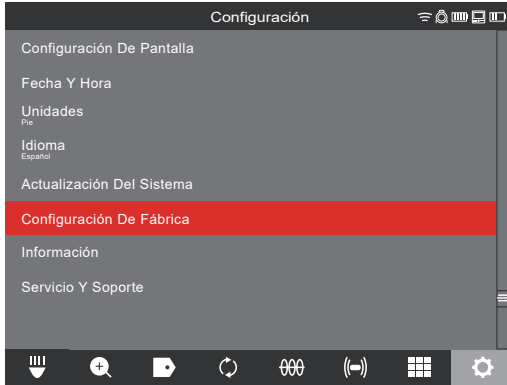 Configuración
Configuración De Pantalla
Fecha Y Hora
Unidades
Pie
Idioma
Español
Actualización Del Sistema
Configuración De Fábrica
Información
Servicio Y Soporte